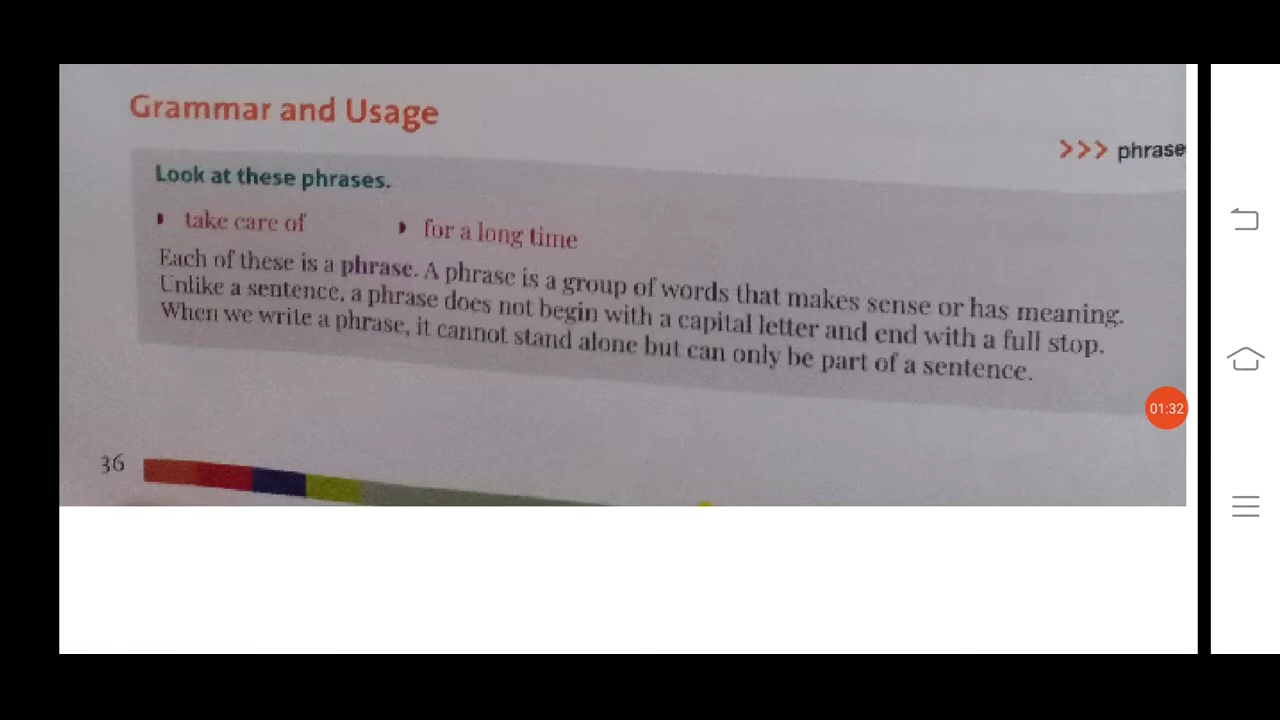 Grammar and Usage
>>> phrase
Look at these phrases.
take care of
for a long time
Each of these is a phrase. A phrase is a group of words that makes sense or has meaning.
Unlike a sentence, a phrase does not begin with a capital letter and end with a full stop.
When we write a phrase, it cannot stand alone but can only be part of a sentence.
01:32
36